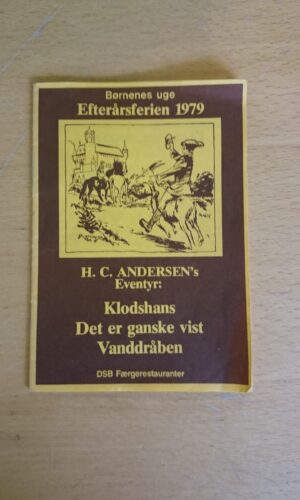 Børnenes uge
Efterårsferien 1979
H. C. ANDERSEN's
Eventyr:
Klodshans
Det er ganske vist
Vanddråben
DSB Færgerestauranter